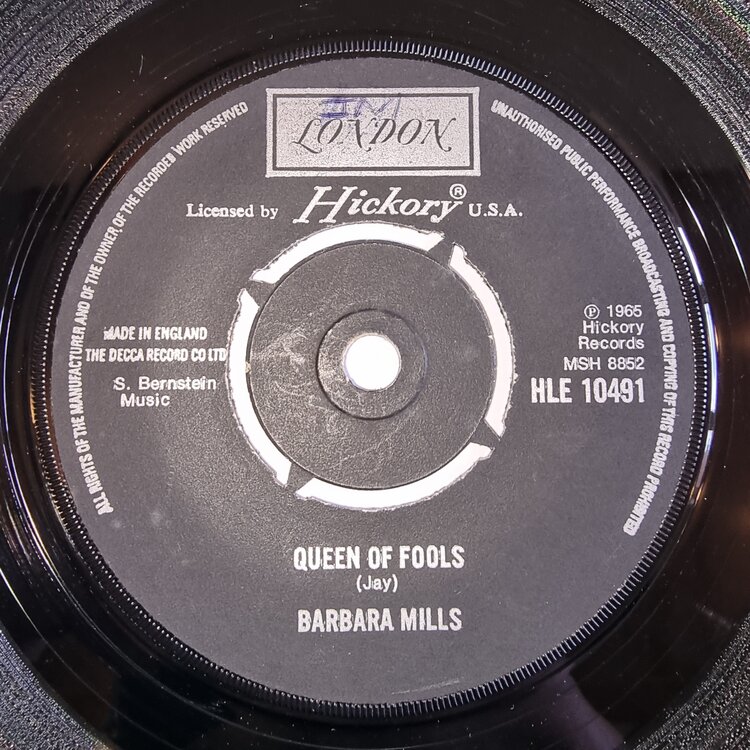 IM
LONDON
Licensed by Hickory® U.S.A.
ALL RIGHTS OF THE MANUFACTURER AND OF THE OWNER OF THE RECORDED WORK RESERVED
UNAUTHORISED PUBLIC PERFORMANCE BROADCASTING AND COPYING OF THIS RECORD PROHIBITED
MADE IN ENGLAND
THE DECCA RECORD CO LTD
S. Bernstein
Music
℗ 1965
Hickory
Records
MSH 8852
HLE 10491
QUEEN OF FOOLS
(Jay)
BARBARA MILLS